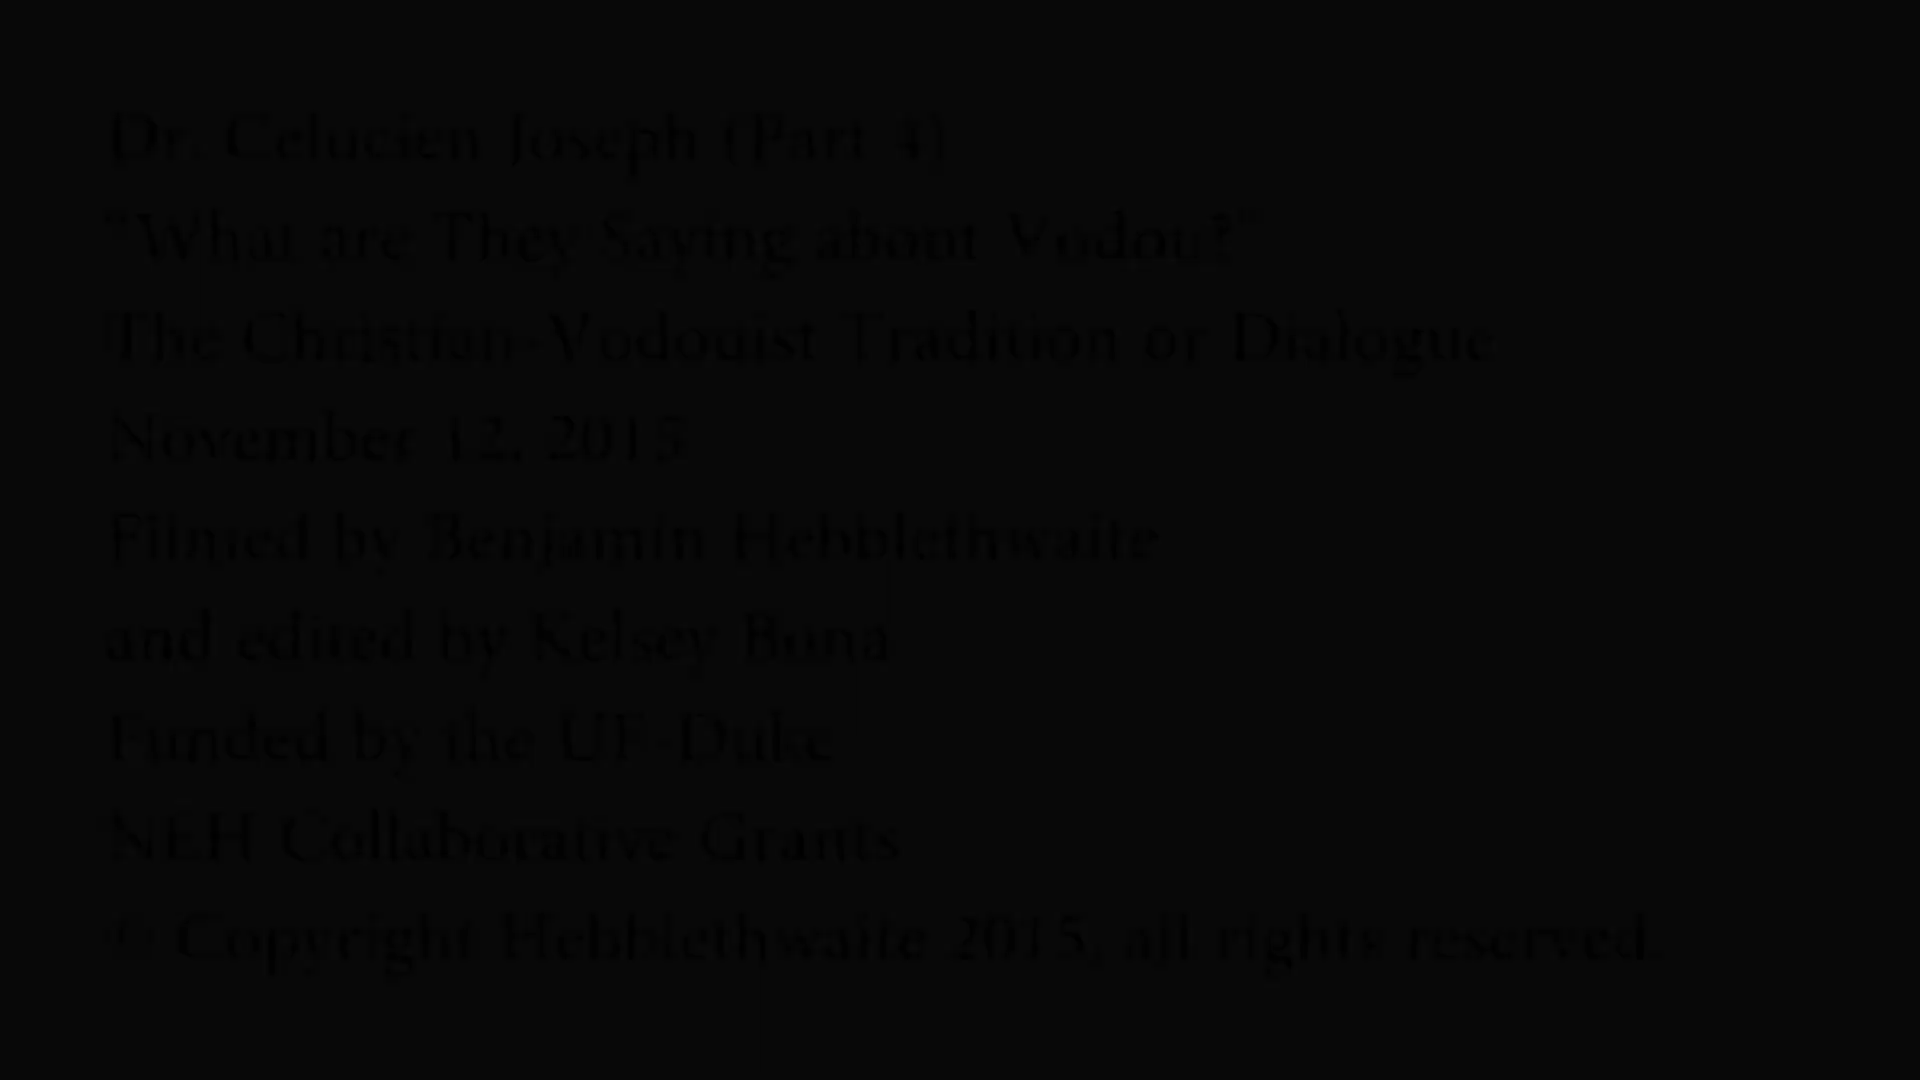 Dr. Celucien Joseph (Part 4)
"What are They Saying about Vodou?"
The Christian-Vodouist Tradition or Dialogue
November 12, 2015
Filmed by Benjamin Hebblethwaite
and edited by Kelsey Bona
Funded by the UF-Duke
NEH Collaborative Grants
© Copyright Hebblethwaite 2015, all rights reserved